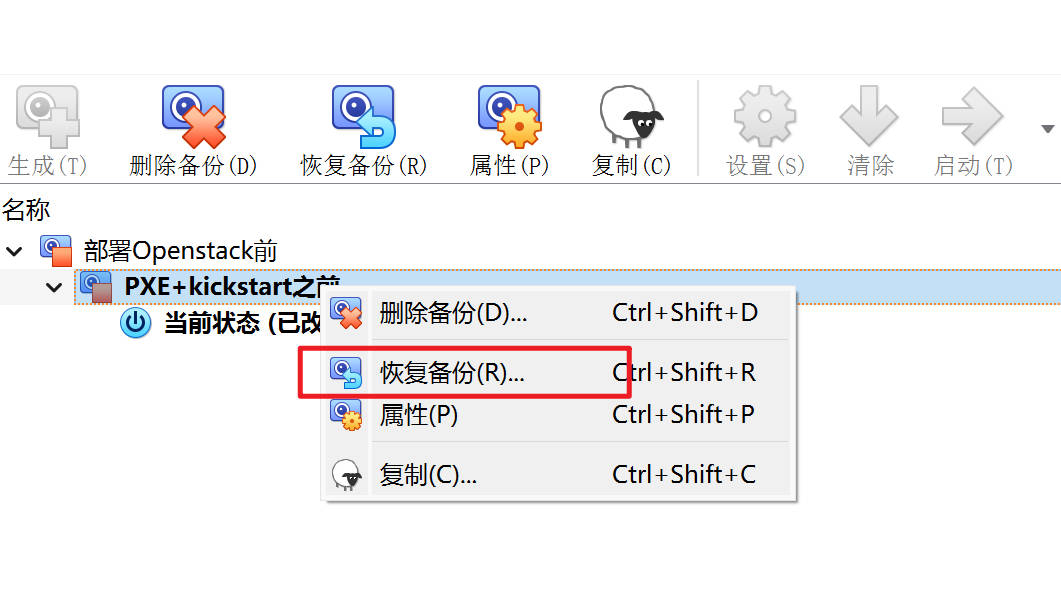 生成(T) 删除备份(D) 恢复备份(R) 属性(P) 复制(C) 设置(S) 清除 启动(T)
名称
部署Openstack前
PXE+kickstart之前
当前状态 (已改
删除备份(D)... Ctrl+Shift+D
恢复备份(R)... Ctrl+Shift+R
属性(P) Ctrl+Shift+P
复制(C)... Ctrl+Shift+C